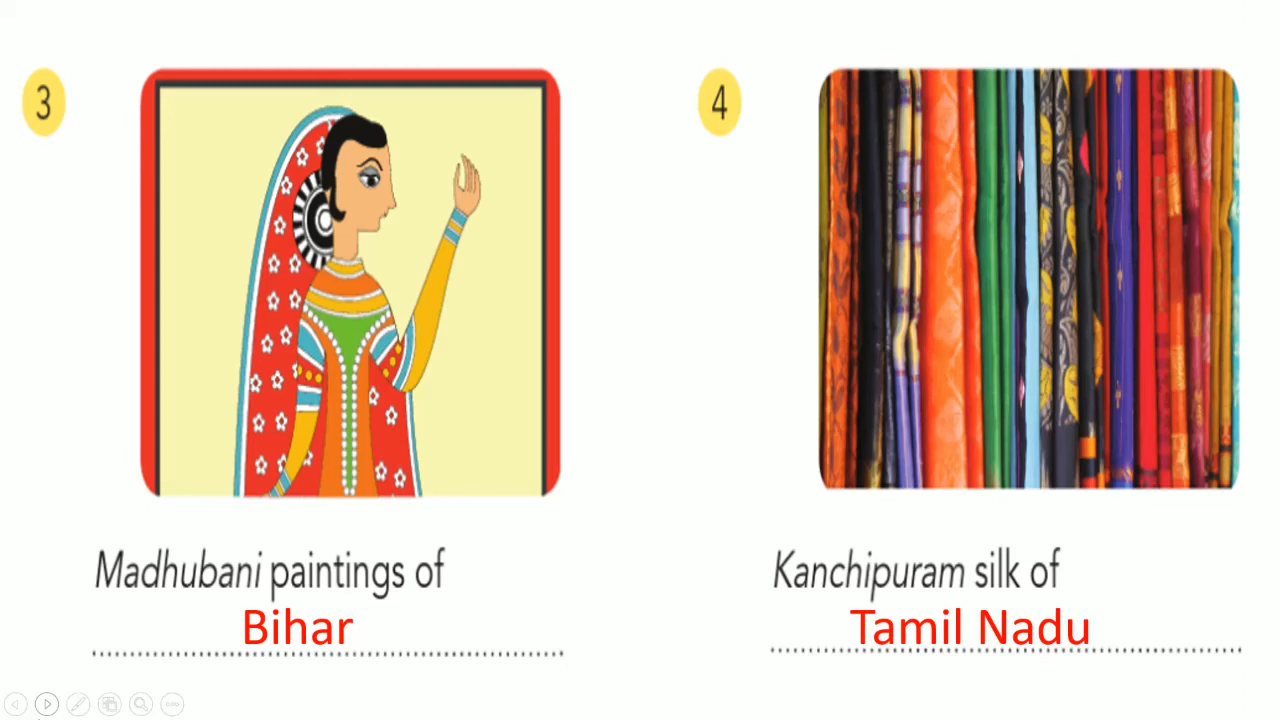 3
Madhubani paintings of
Bihar
4
Kanchipuram silk of
Tamil Nadu